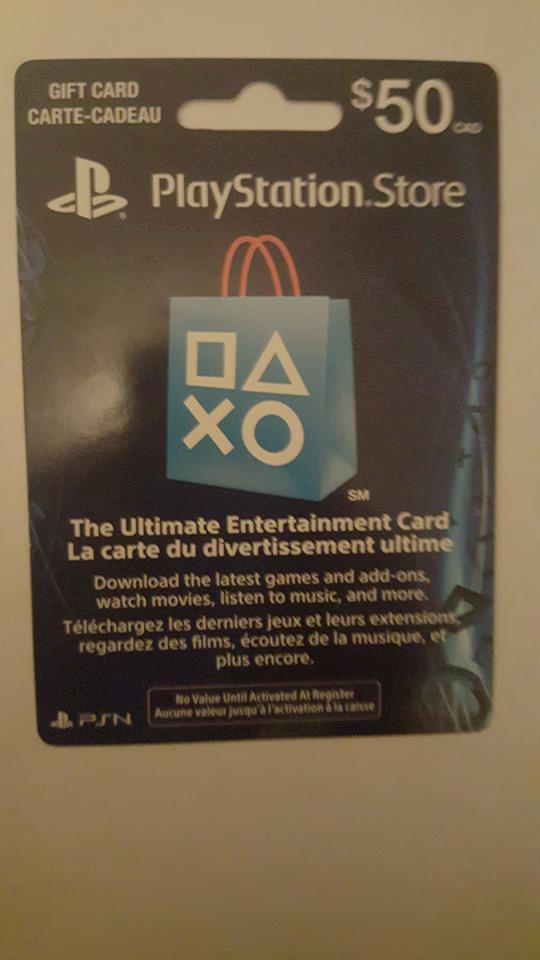 GIFT CARD
CARTE-CADEAU
$50 CAD
PlayStation.Store
SM
The Ultimate Entertainment Card
La carte du divertissement ultime
Download the latest games and add-ons,
watch movies, listen to music, and more.
Téléchargez les derniers jeux et leurs extensions,
regardez des films, écoutez de la musique, et
plus encore.
No Value Until Activated At Register
Aucune valeur jusqu'à l'activation à la caisse
PSN